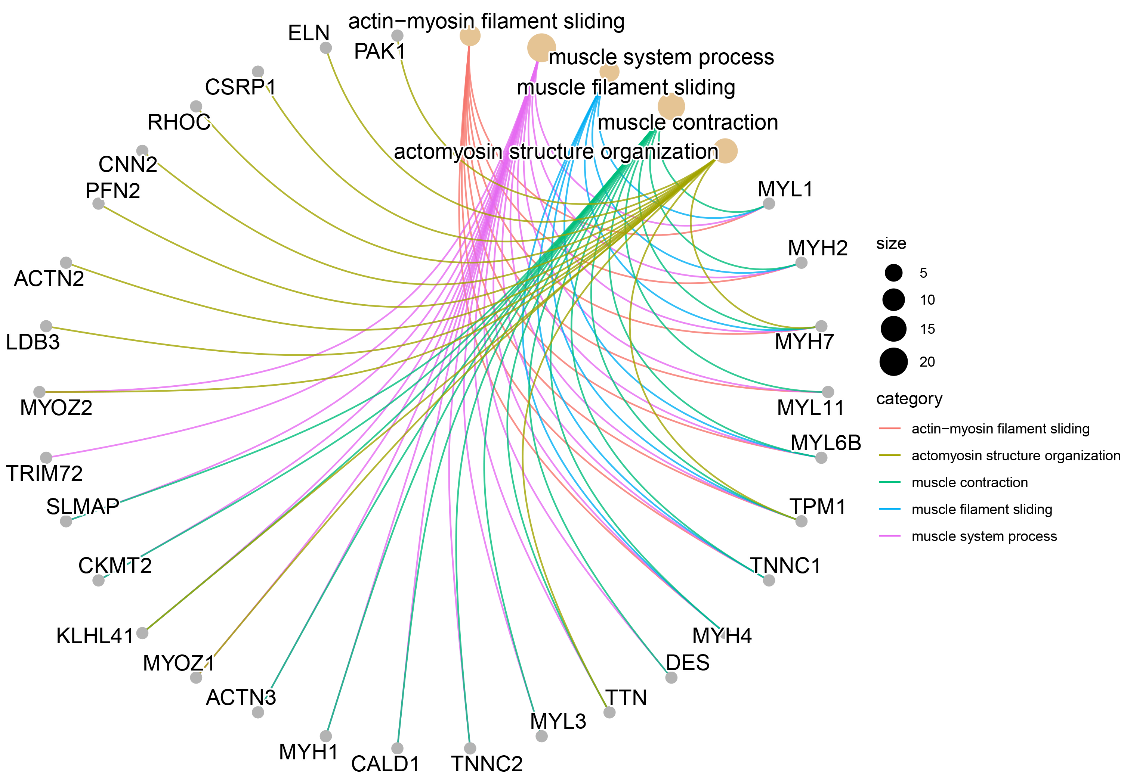 actin−myosin filament sliding
ELN
PAK1
muscle system process
CSRP1
muscle filament sliding
RHOC
muscle contraction
CNN2
actomyosin structure organization
PFN2
MYL1
ACTN2
MYH2
LDB3
MYH7
MYOZ2
MYL11
TRIM72
MYL6B
SLMAP
TPM1
CKMT2
TNNC1
KLHL41
MYH4
MYOZ1
DES
ACTN3
TTN
MYH1
MYL3
CALD1
TNNC2
size
5
10
15
20
category
actin−myosin filament sliding
actomyosin structure organization
muscle contraction
muscle filament sliding
muscle system process